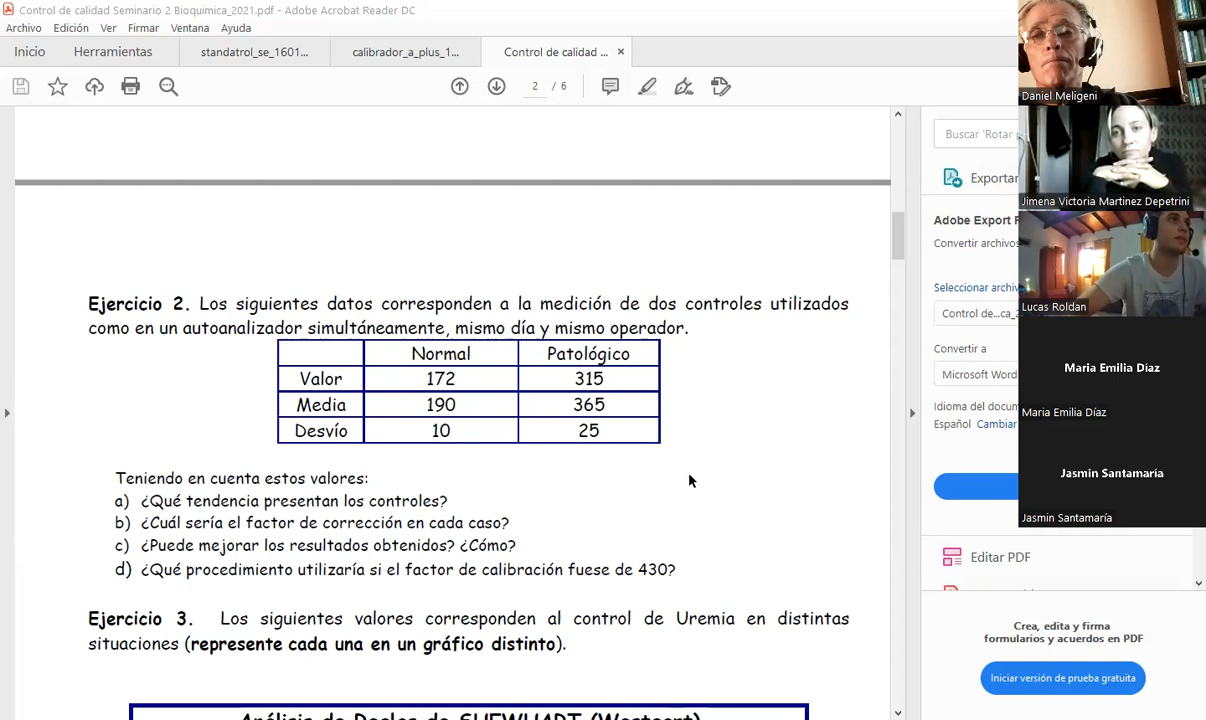 Control de calidad Seminario 2 Bioquimica_2021.pdf - Adobe Acrobat Reader DC
Archivo Edición Ver Firmar Ventana Ayuda
Inicio Herramientas standatrol_se_1601... calibrador_a_plus_1... Control de calidad ... ×
2 / 6
Buscar 'Rotar
Exportar
Adobe Export
Convertir archivos
Seleccionar archiv
Control de...ca_2
Convertir a
Microsoft Word
Idioma del docum
Español Cambiar
Editar PDF
Crea, edita y firma
formularios y acuerdos en PDF
Iniciar versión de prueba gratuita
Ejercicio 2. Los siguientes datos corresponden a la medición de dos controles utilizados
como en un autoanalizador simultáneamente, mismo día y mismo operador.
Normal Patológico
Valor 172 315
Media 190 365
Desvío 10 25
Teniendo en cuenta estos valores:
a) ¿Qué tendencia presentan los controles?
b) ¿Cuál sería el factor de corrección en cada caso?
c) ¿Puede mejorar los resultados obtenidos? ¿Cómo?
d) ¿Qué procedimiento utilizaría si el factor de calibración fuese de 430?
Ejercicio 3. Los siguientes valores corresponden al control de Uremia en distintas
situaciones (represente cada una en un gráfico distinto).
Daniel Meligeni
Jimena Victoria Martinez Depetrini
Lucas Roldan
Maria Emilia Díaz
Maria Emilia Díaz
Jasmin Santamaría
Jasmin Santamaría